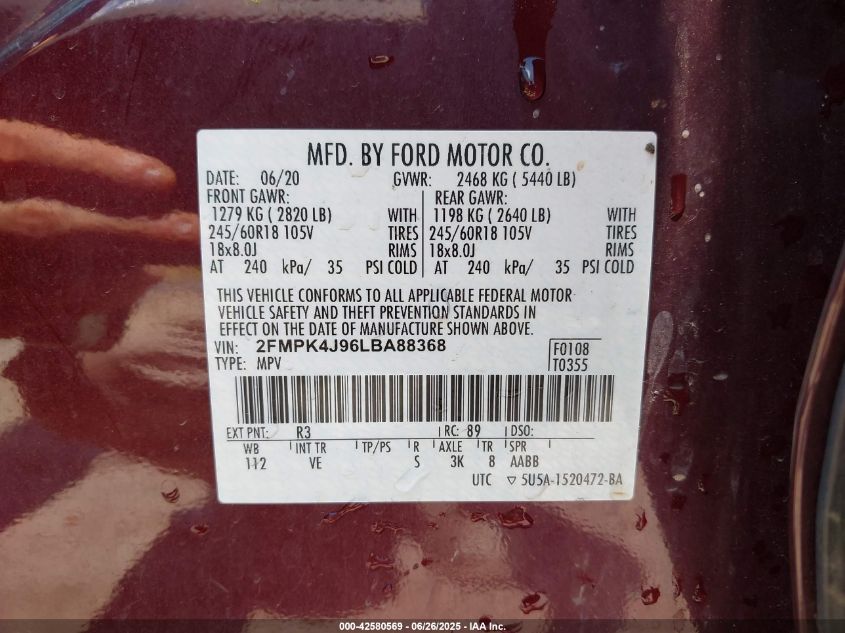 MFD. BY FORD MOTOR CO.
DATE: 06/20 GVWR: 2468 KG ( 5440 LB)
FRONT GAWR: REAR GAWR:
1279 KG ( 2820 LB) WITH 1198 KG ( 2640 LB) WITH
245/60R18 105V TIRES 245/60R18 105V TIRES
18x8.0J RIMS 18x8.0J RIMS
AT 240 kPa/ 35 PSI COLD AT 240 kPa/ 35 PSI COLD
THIS VEHICLE CONFORMS TO ALL APPLICABLE FEDERAL MOTOR
VEHICLE SAFETY AND THEFT PREVENTION STANDARDS IN
EFFECT ON THE DATE OF MANUFACTURE SHOWN ABOVE.
VIN: 2FMPK4J96LBA88368 F0108
TYPE: MPV T0355
EXT PNT: R3 RC: 89 DSO:
WB INT TR TP/PS R AXLE TR SPR
112 VE S 3K 8 AABB
UTC ▽ 5U5A-1520472-BA
000-42580569 - 06/26/2025 - IAA Inc.